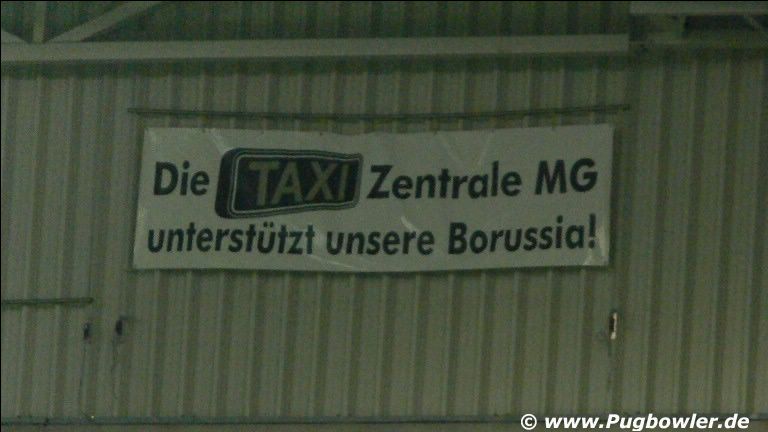 Die TAXI Zentrale MG
unterstützt unsere Borussia!
© www.Pugbowler.de